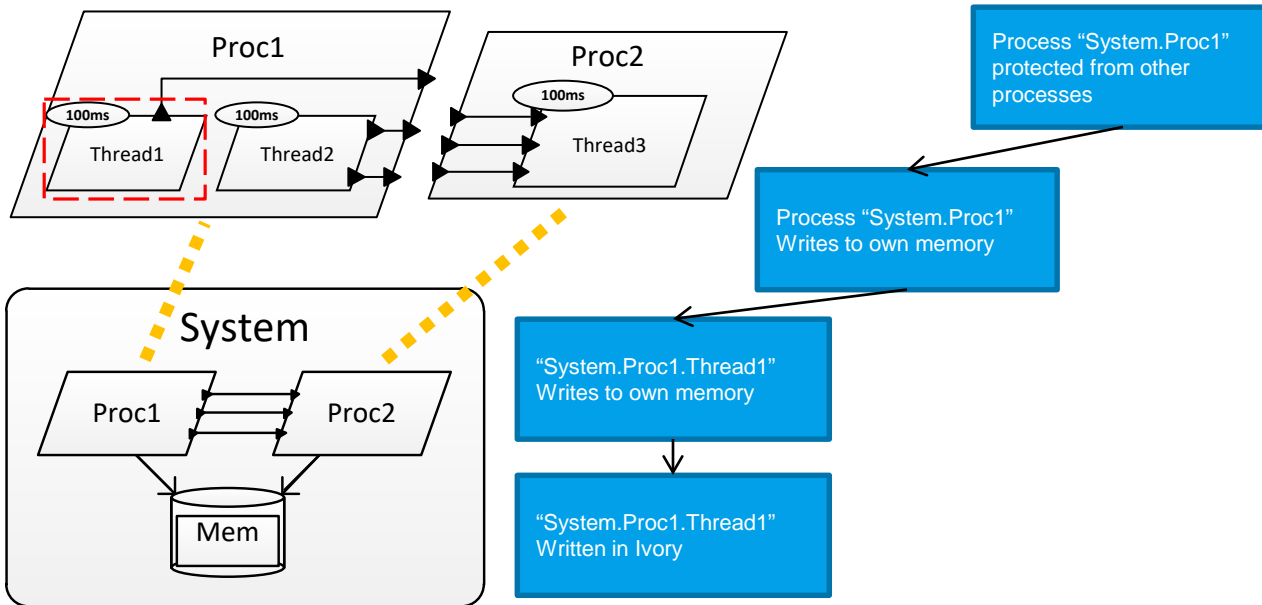 Proc1
100ms
Thread1
100ms
Thread2
Proc2
100ms
Thread3
Process “System.Proc1”
protected from other
processes
Process “System.Proc1”
Writes to own memory
System
Proc1
Proc2
Mem
“System.Proc1.Thread1”
Writes to own memory
“System.Proc1.Thread1”
Written in Ivory